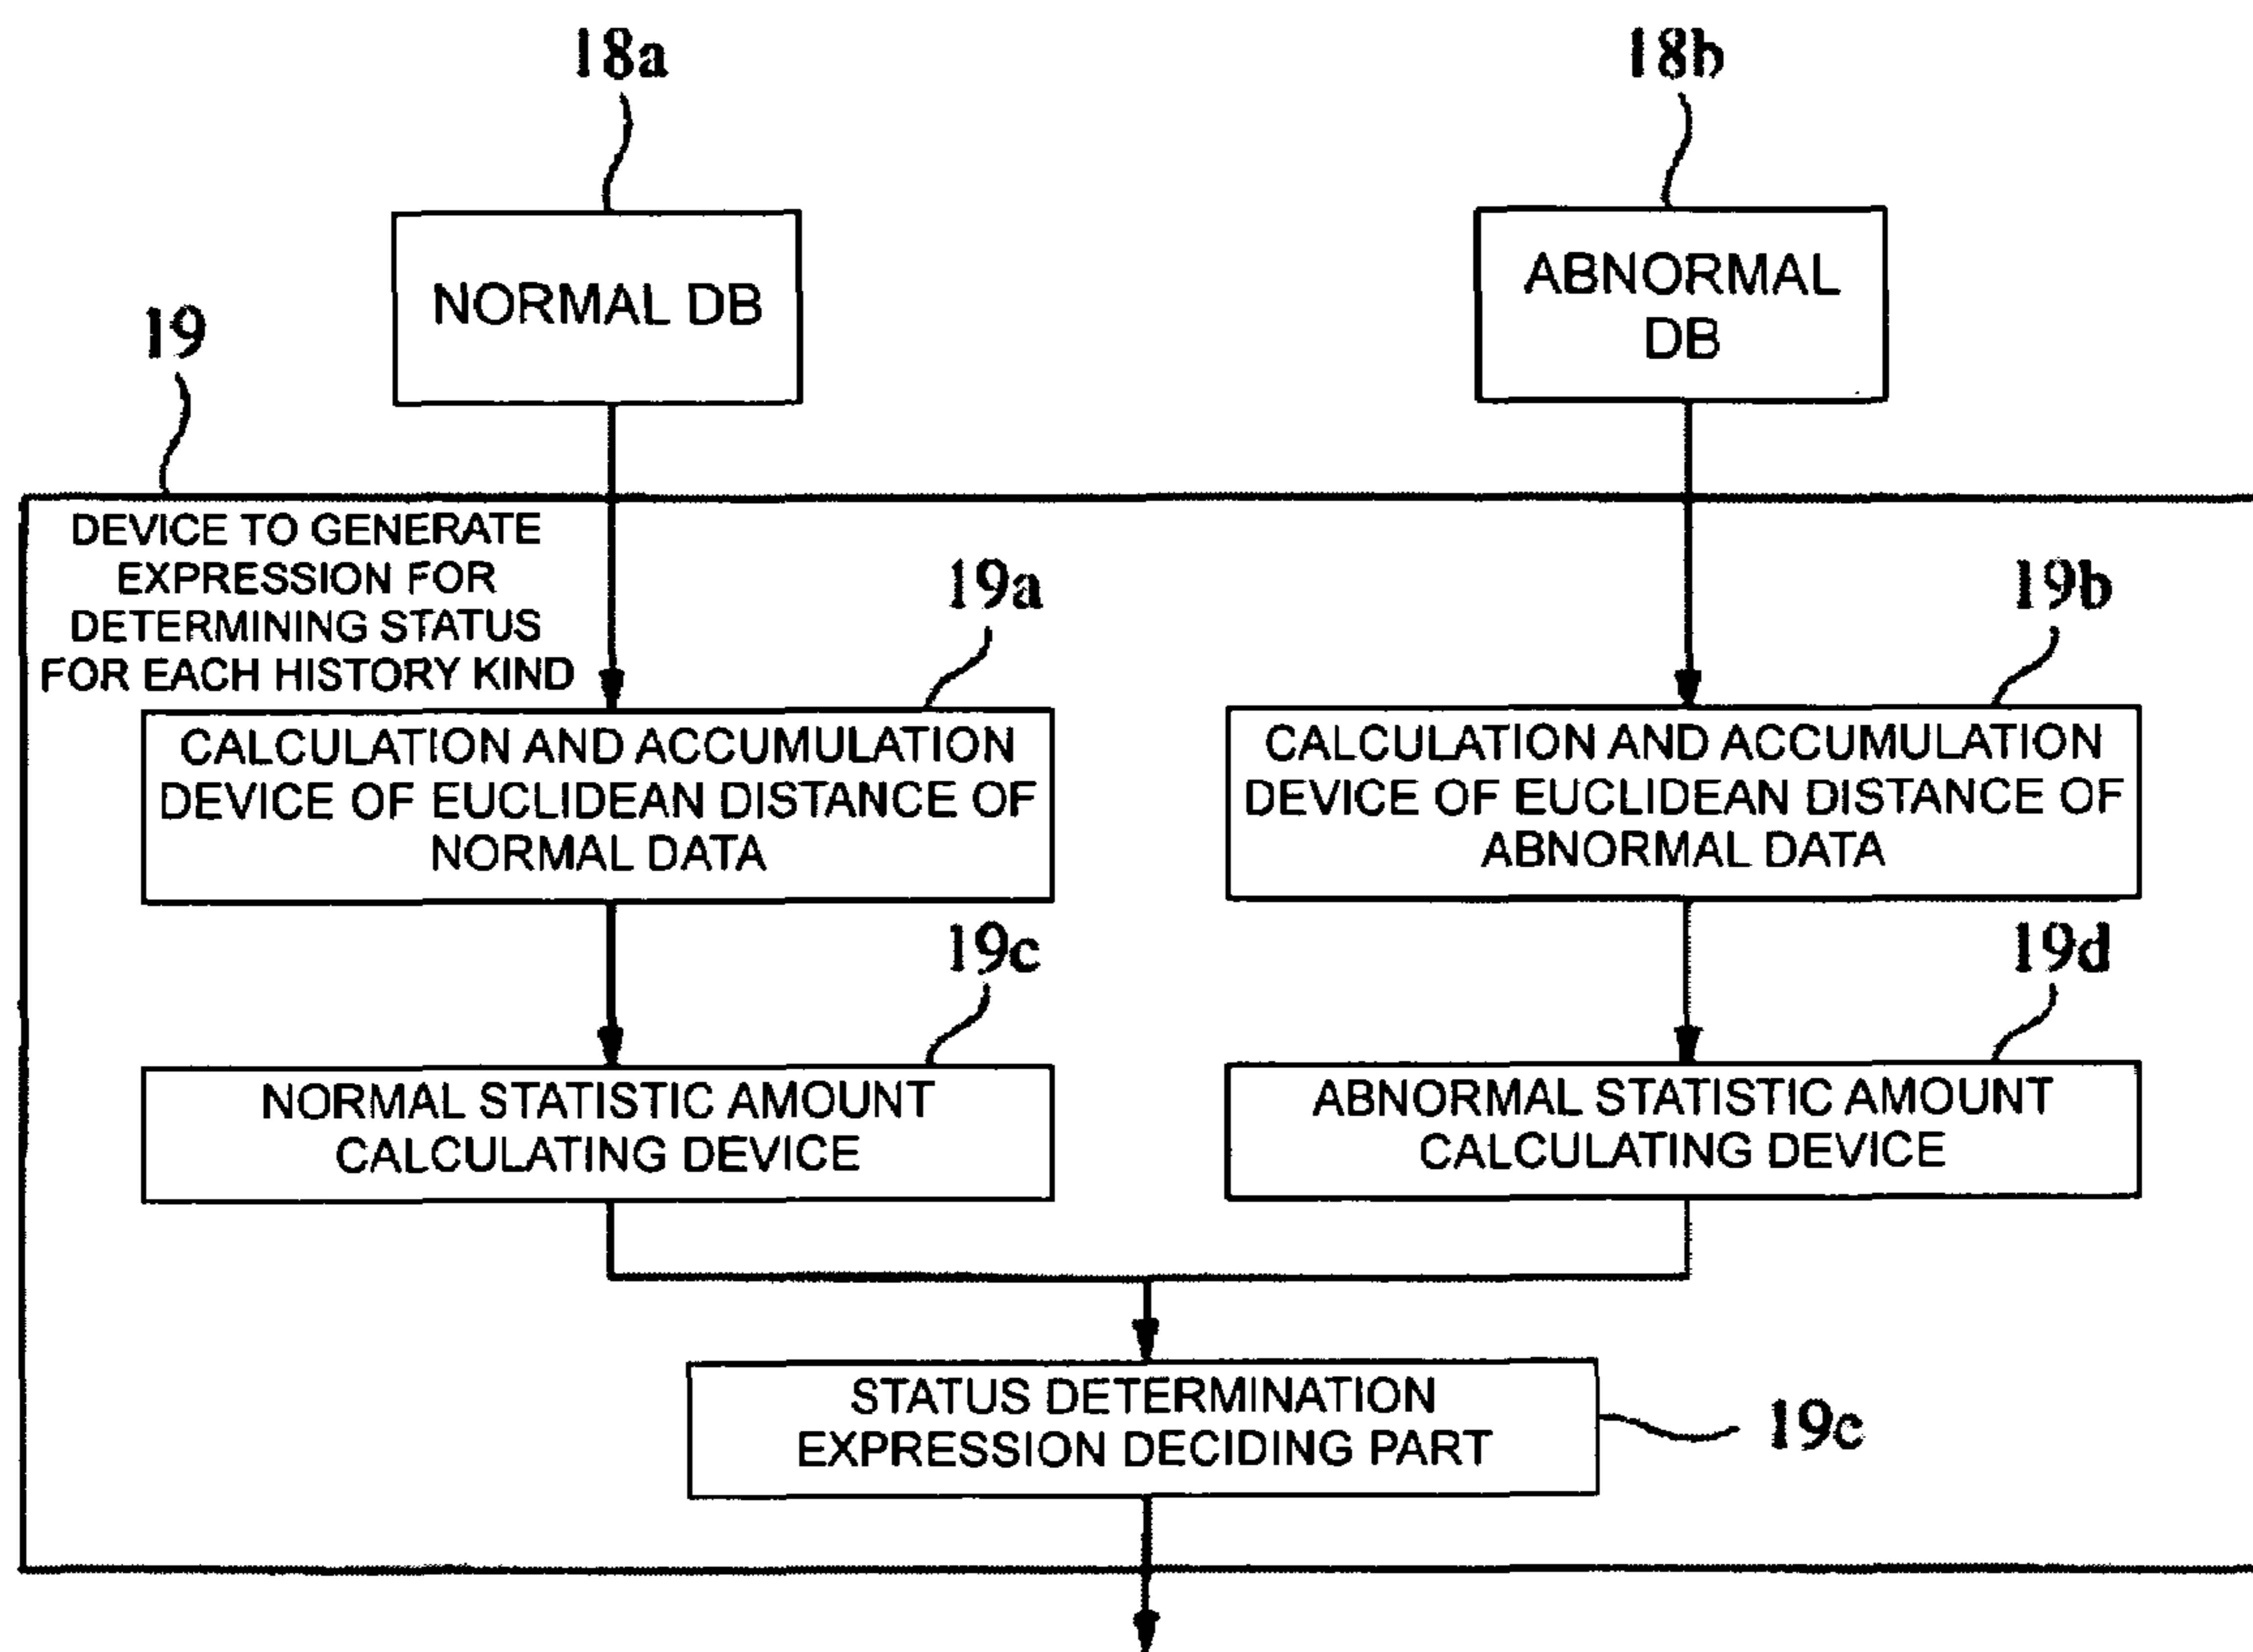 18a
18b
NORMAL DB
ABNORMAL
DB
19
DEVICE TO GENERATE
EXPRESSION FOR
DETERMINING STATUS
FOR EACH HISTORY KIND
19a
19b
CALCULATION AND ACCUMULATION
DEVICE OF EUCLIDEAN DISTANCE OF
NORMAL DATA
CALCULATION AND ACCUMULATION
DEVICE OF EUCLIDEAN DISTANCE OF
ABNORMAL DATA
19c
19d
NORMAL STATISTIC AMOUNT
CALCULATING DEVICE
ABNORMAL STATISTIC AMOUNT
CALCULATING DEVICE
STATUS DETERMINATION
EXPRESSION DECIDING PART
19e